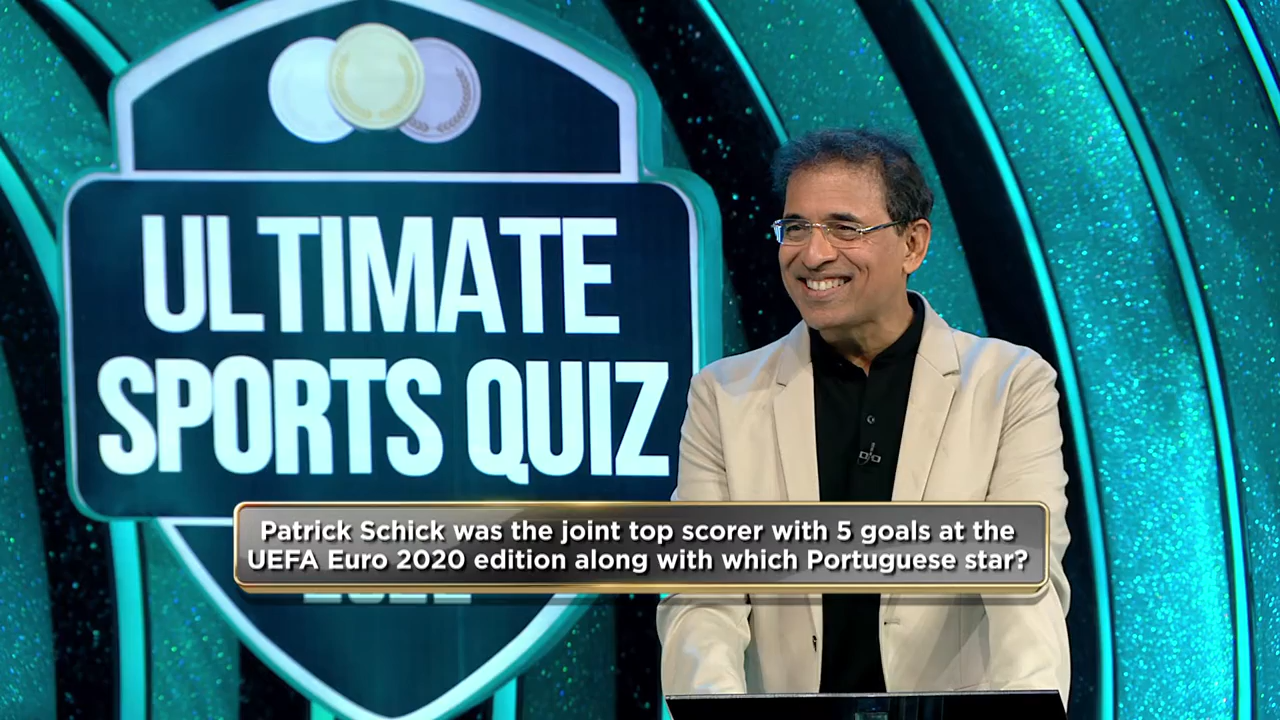 ULTIMATE
SPORTS QUIZ
Patrick Schick was the joint top scorer with 5 goals at the
UEFA Euro 2020 edition along with which Portuguese star?